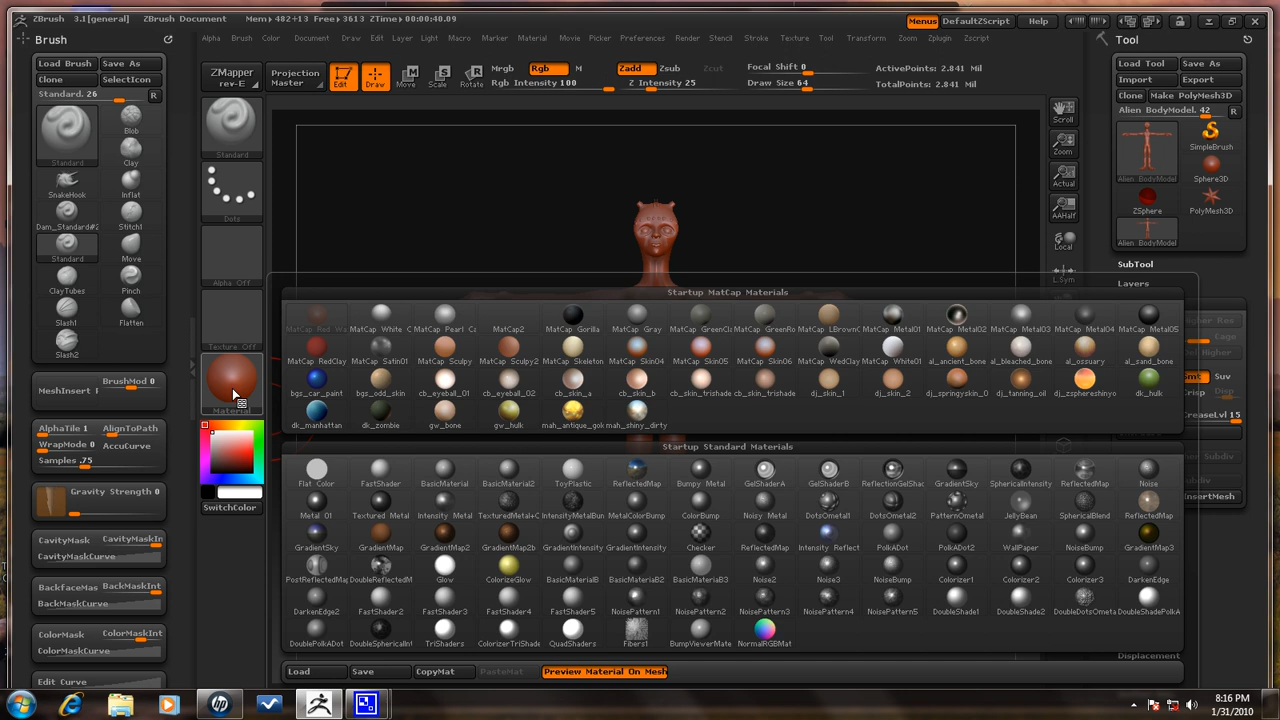 ZBrush 3.1[general] ZBrush Document Mem▸482+13 Free▸3613 ZTime▸00:00:40.09 Menus DefaultZScript Help
Alpha Brush Color Document Draw Edit Layer Light Macro Marker Material Movie Picker Preferences Render Stencil Stroke Texture Tool Transform Zoom Zplugin Zscript
Brush
Load Brush Save As
Clone SelectIcon
Standard. 26 R
Standard Blob
Clay
SnakeHook Inflat
Dam_Standard#2 Stitch1
Standard Move
ClayTubes Pinch
Slash1 Flatten
Slash2
MeshInsert BrushMod 0
AlphaTile 1 AlignToPath
WrapMode 0 AccuCurve
Samples .75
Gravity Strength 0
CavityMask CavityMaskIn
CavityMaskCurve
BackfaceMas BackMaskInt
BackMaskCurve
ColorMask ColorMaskInt
ColorMaskCurve
Edit Curve
ZMapper
rev-E
Projection
Master
Edit Draw Move Scale Rotate
Mrgb Rgb M
Rgb Intensity 100
Zadd Zsub Zcut
Z Intensity 25
Focal Shift 0
Draw Size 64
ActivePoints: 2.841 Mil
TotalPoints: 2.841 Mil
Standard
Dots
Alpha Off
Texture Off
Material
SwitchColor
Scroll
Zoom
Actual
AAHalf
Local
L.Sym
Tool
Load Tool Save As
Import Export
Clone Make PolyMesh3D
Alien BodyModel. 42 R
Alien BodyModel SimpleBrush
Sphere3D
ZSphere PolyMesh3D
Alien BodyModel
SubTool
Layers
Smt Suv
InsertMesh
Displacement
Startup MatCap Materials
MatCap White C MatCap Pearl Ca MatCap2 MatCap Gorilla MatCap Gray MatCap GreenCla MatCap GreenRo MatCap LBrownC MatCap Metal01 MatCap Metal02 MatCap Metal03 MatCap Metal04 MatCap Metal05
MatCap RedClay MatCap Satin01 MatCap Sculpy MatCap Sculpy2 MatCap Skeleton MatCap Skin04 MatCap Skin05 MatCap Skin06 MatCap WedClay MatCap White01 al_ancient_bone al_bleached_bone al_ossuary al_sand_bone
bgs_car_paint bgs_odd_skin cb_eyeball_01 cb_eyeball_02 cb_skin_a cb_skin_b cb_skin_trishade cb_skin_trishade dj_skin_1 dj_skin_2 dj_springyskin_0 dj_tanning_oil dj_zsphereshinyo dk_hulk
dk_manhattan dk_zombie gw_bone gw_hulk mah_antique_gol mah_shiny_dirty
Startup Standard Materials
Flat Color FastShader BasicMaterial BasicMaterial2 ToyPlastic ReflectedMap Bumpy Metal GelShaderA GelShaderB ReflectionGelShac GradientSky SphericalIntensity ReflectedMap Noise
Metal 01 Textured Metal Intensity Metal TexturedMetal+C IntensityMetalBum MetalColorBump ColorBump Noisy Metal DotsOmetal1 DotsOmetal2 PatternOmetal JellyBean SphericalBlend ReflectedMap
GradientSky GradientMap GradientMap2 GradientMap2b GradientIntensity GradientIntensity Checker ReflectedMap Intensity Reflect PolkADot PolkADot2 WallPaper NoiseBump GradientMap3
PostReflectedMap DoubleReflectedM Glow ColorizeGlow BasicMaterialB BasicMaterialB2 BasicMaterialB3 Noise2 Noise3 NoiseBump Colorizer1 Colorizer2 Colorizer3 DarkenEdge
DarkenEdge2 FastShader2 FastShader3 FastShader4 FastShader5 NoisePattern1 NoisePattern2 NoisePattern3 NoisePattern4 NoisePattern5 DoubleShade1 DoubleShade2 DoubleDotsOmeta DoubleShadePolkA
DoublePolkADot DoubleSphericalInt TriShaders ColorizerTriShade QuadShaders Fibers1 BumpViewerMate NormalRGBMat
Load Save CopyMat PasteMat Preview Material On Mesh
8:16 PM
1/31/2010